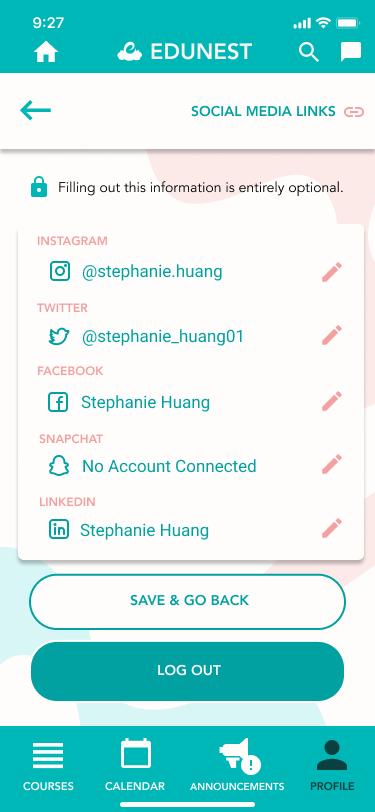 9:27
EDUNEST
SOCIAL MEDIA LINKS
Filling out this information is entirely optional.
INSTAGRAM
@stephanie.huang
TWITTER
@stephanie_huang01
FACEBOOK
Stephanie Huang
SNAPCHAT
No Account Connected
LINKEDIN
Stephanie Huang
SAVE & GO BACK
LOG OUT
COURSES CALENDAR ANNOUNCEMENTS PROFILE